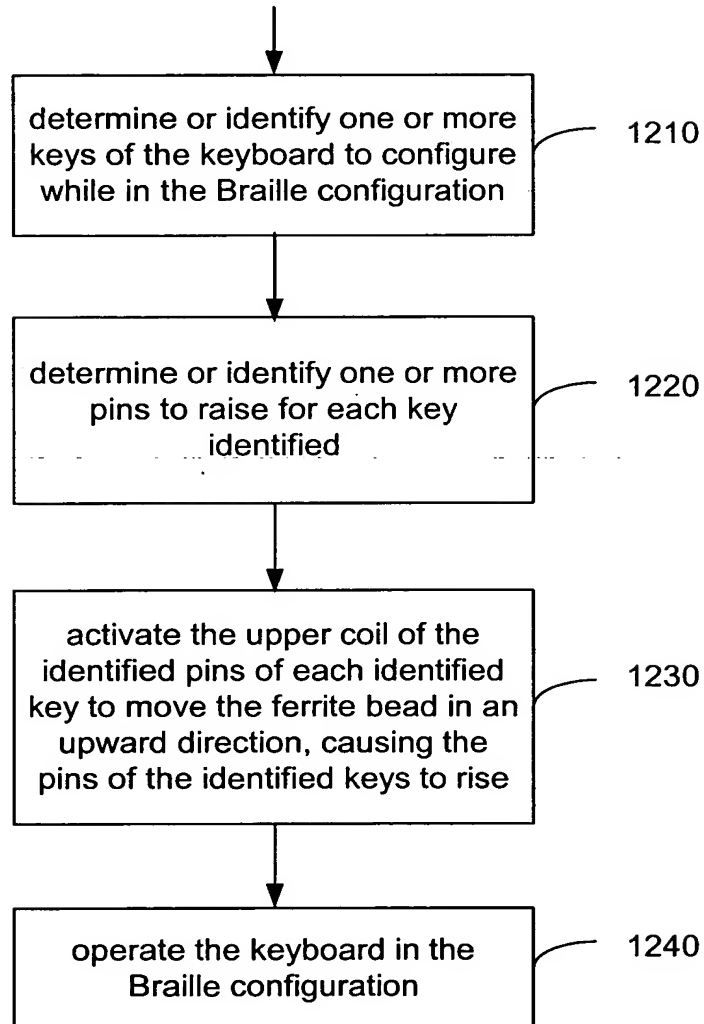 determine or identify one or more
keys of the keyboard to configure
while in the Braille configuration
1210
determine or identify one or more
pins to raise for each key
identified
1220
activate the upper coil of the
identified pins of each identified
key to move the ferrite bead in an
upward direction, causing the
pins of the identified keys to rise
1230
operate the keyboard in the
Braille configuration
1240